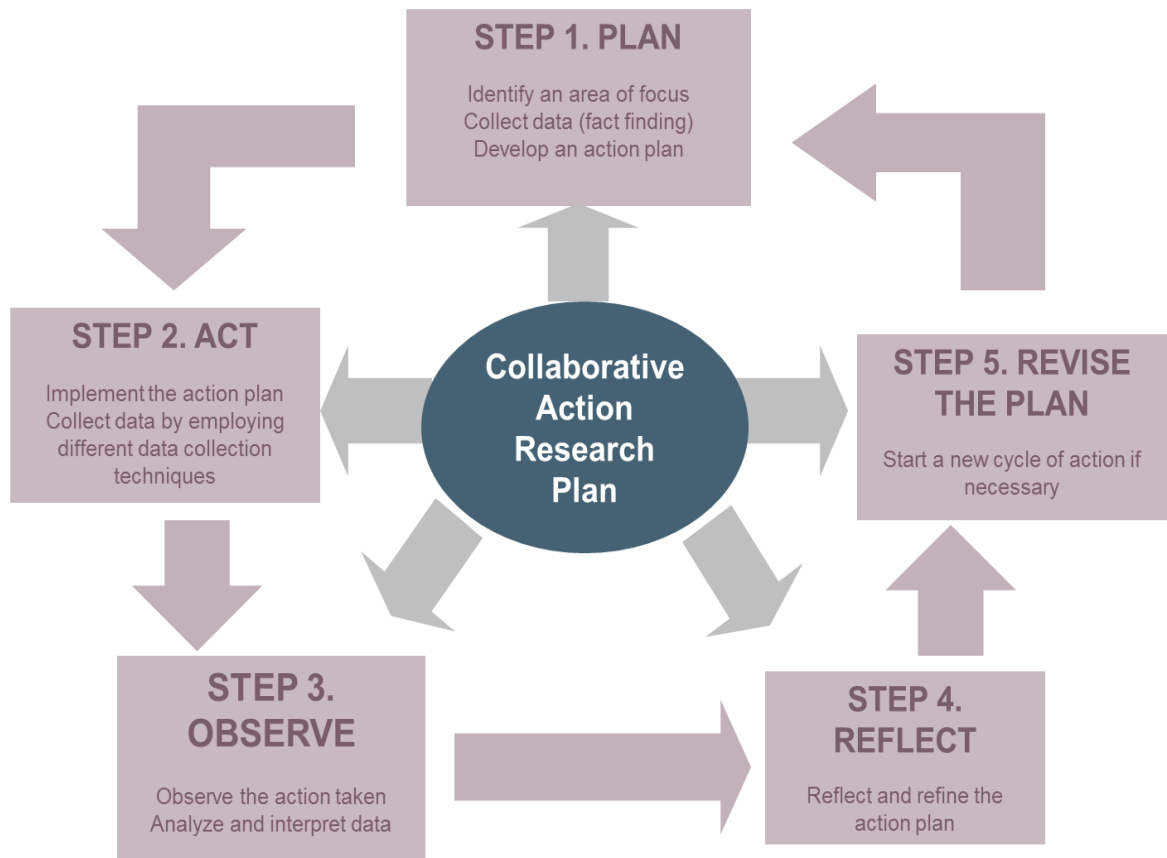 STEP 1. PLAN
Identify an area of focus
Collect data (fact finding)
Develop an action plan
STEP 2. ACT
Implement the action plan
Collect data by employing
different data collection
techniques
Collaborative
Action
Research
Plan
STEP 5. REVISE
THE PLAN
Start a new cycle of action if
necessary
STEP 3.
OBSERVE
Observe the action taken
Analyze and interpret data
STEP 4.
REFLECT
Reflect and refine the
action plan